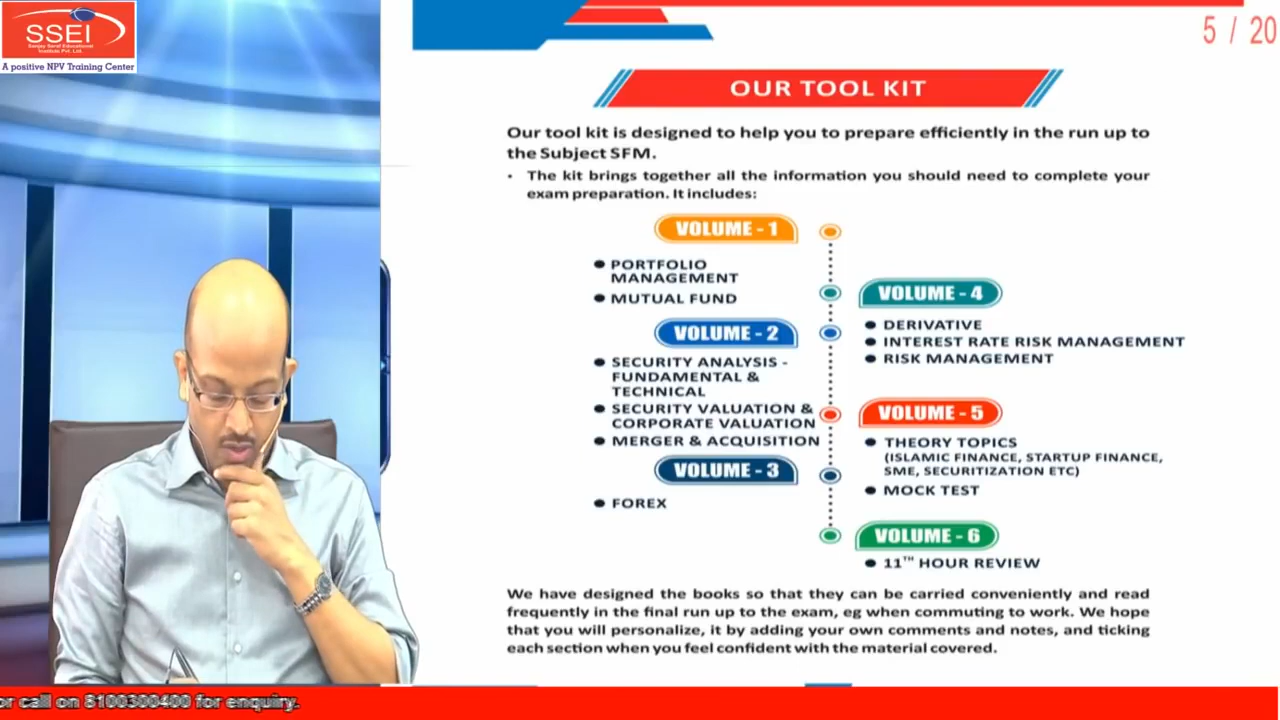 SSEI
Sanjay Saraf Educational
Institute Pvt. Ltd.
A positive NPV Training Center
5 / 20
OUR TOOL KIT
Our tool kit is designed to help you to prepare efficiently in the run up to
the Subject SFM.
• The kit brings together all the information you should need to complete your
exam preparation. It includes:
VOLUME - 1
● PORTFOLIO
MANAGEMENT
● MUTUAL FUND
VOLUME - 2
● SECURITY ANALYSIS -
FUNDAMENTAL &
TECHNICAL
● SECURITY VALUATION &
CORPORATE VALUATION
● MERGER & ACQUISITION
VOLUME - 3
● FOREX
VOLUME - 4
● DERIVATIVE
● INTEREST RATE RISK MANAGEMENT
● RISK MANAGEMENT
VOLUME - 5
● THEORY TOPICS
(ISLAMIC FINANCE, STARTUP FINANCE,
SME, SECURITIZATION ETC)
● MOCK TEST
VOLUME - 6
● 11TH HOUR REVIEW
We have designed the books so that they can be carried conveniently and read
frequently in the final run up to the exam, eg when commuting to work. We hope
that you will personalize, it by adding your own comments and notes, and ticking
each section when you feel confident with the material covered.
or call on 8100300400 for enquiry.